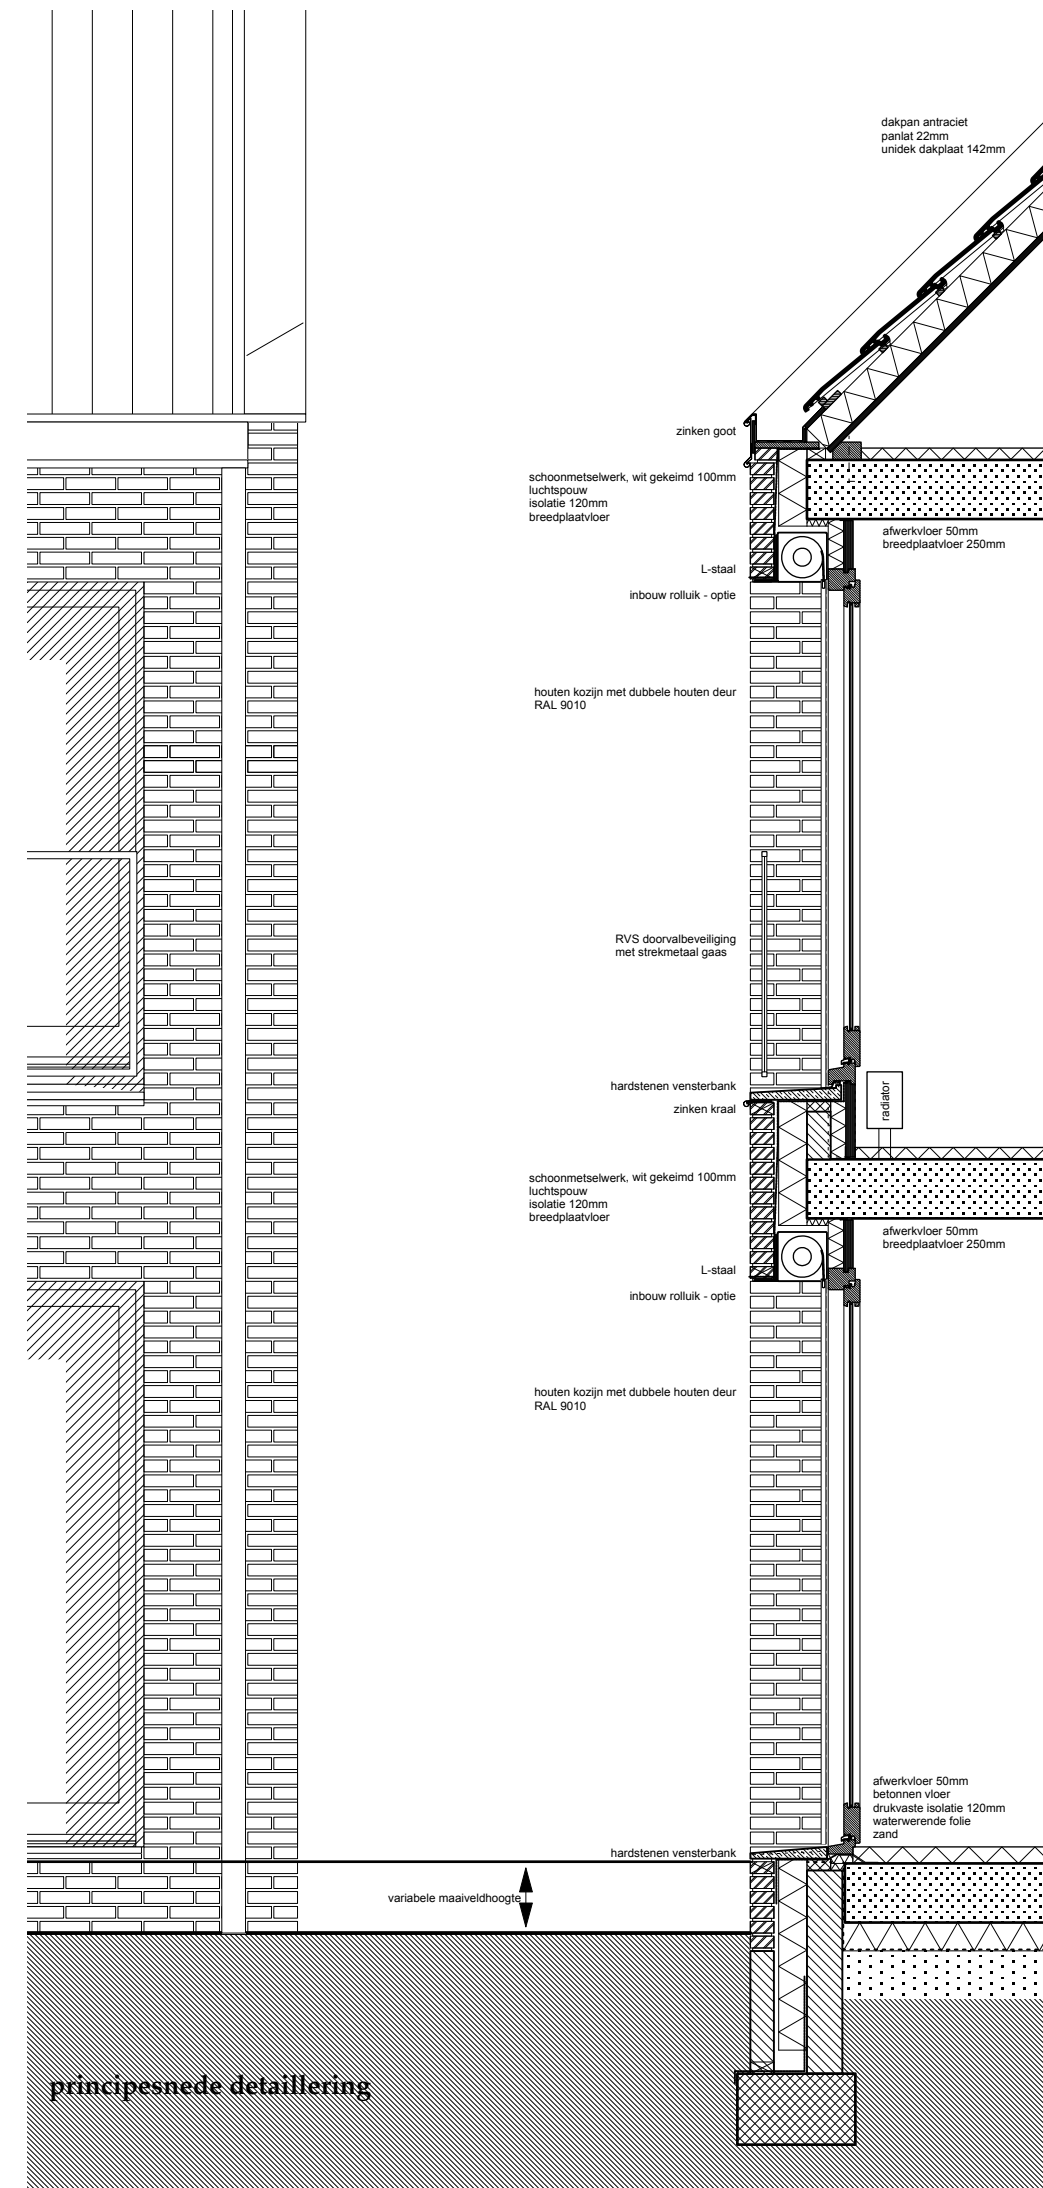 dakpan antraciet
panlat 22mm
unidek dakplaat 142mm
zinken goot
schoonmetselwerk, wit gekeimd 100mm
luchtspouw
isolatie 120mm
breedplaatvloer
afwerkvloer 50mm
breedplaatvloer 250mm
L-staal
inbouw rolluik - optie
houten kozijn met dubbele houten deur
RAL 9010
RVS doorvalbeveiliging
met strekmetaal gaas
hardstenen vensterbank
zinken kraal
radiator
schoonmetselwerk, wit gekeimd 100mm
luchtspouw
isolatie 120mm
breedplaatvloer
afwerkvloer 50mm
breedplaatvloer 250mm
L-staal
inbouw rolluik - optie
houten kozijn met dubbele houten deur
RAL 9010
afwerkvloer 50mm
betonnen vloer
drukvaste isolatie 120mm
waterwerende folie
zand
hardstenen vensterbank
variabele maaiveldhoogte
principesnede detaillering